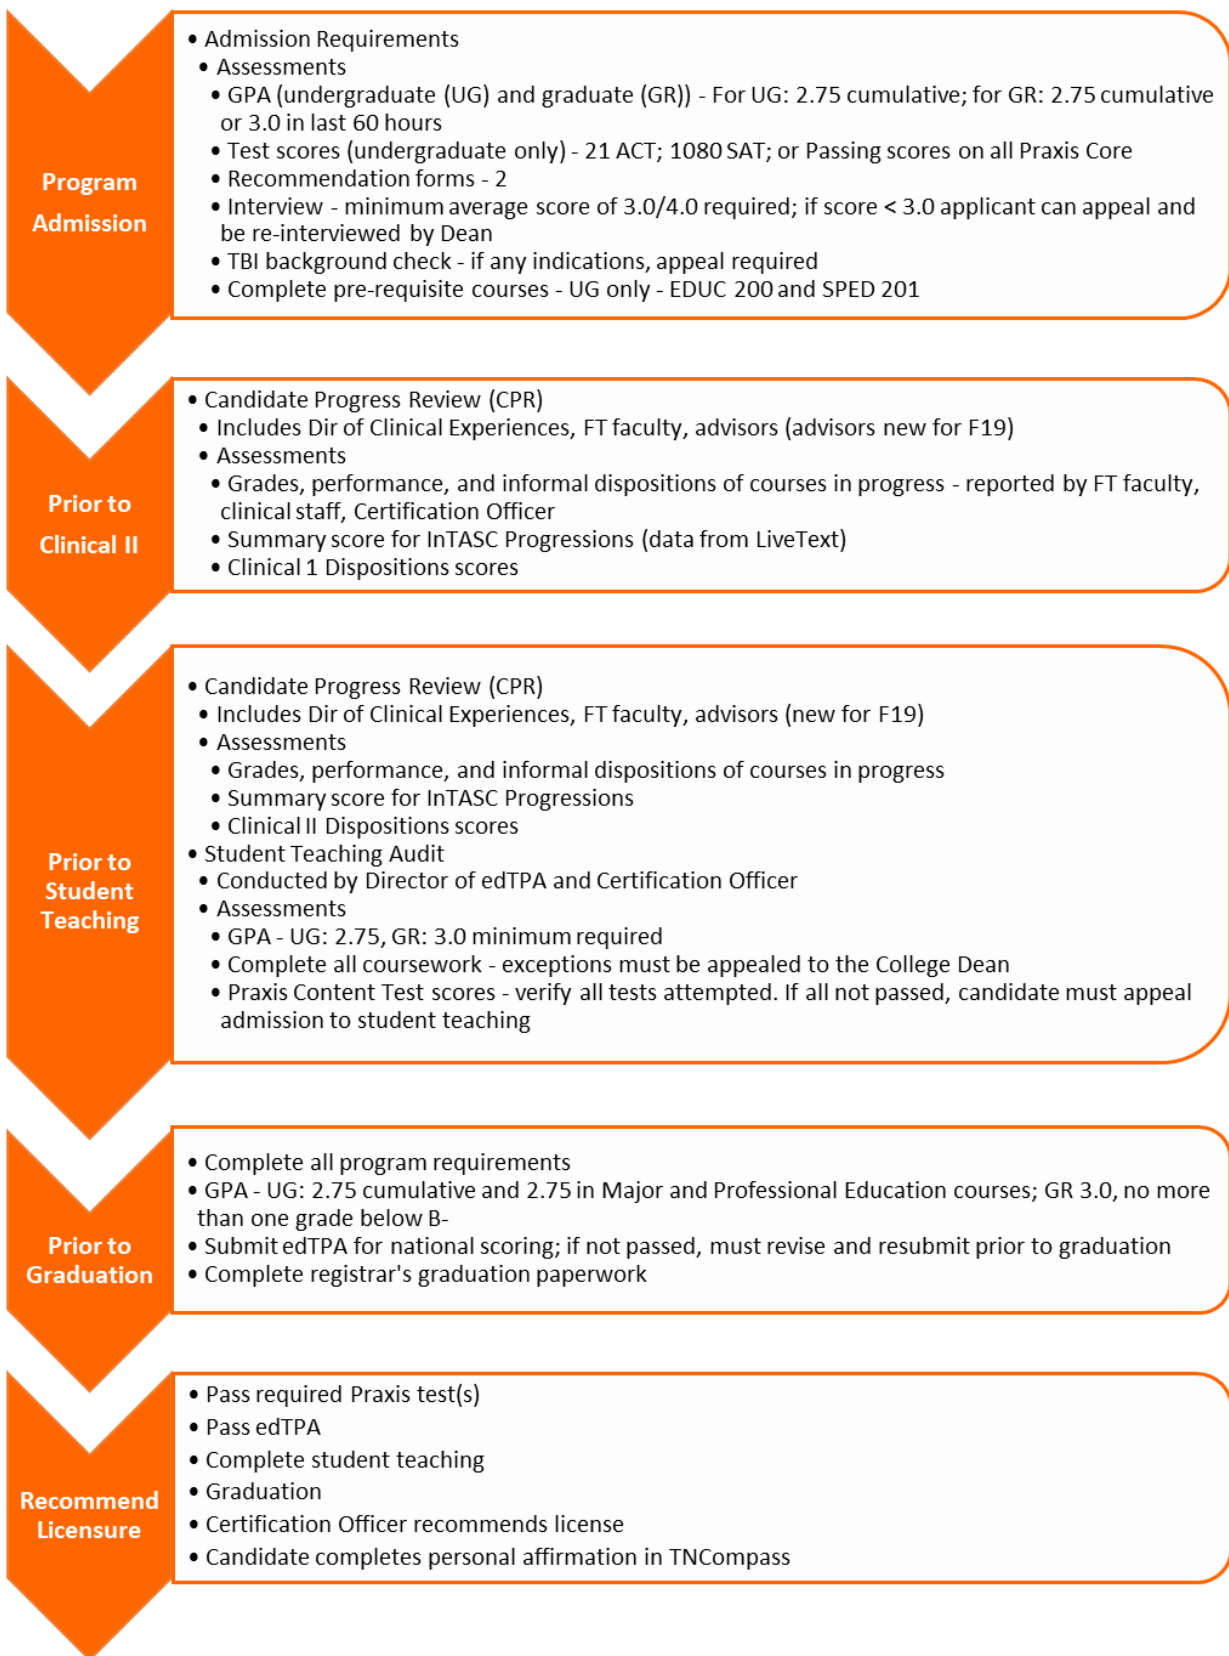 Program
Admission
• Admission Requirements
• Assessments
• GPA (undergraduate (UG) and graduate (GR)) - For UG: 2.75 cumulative; for GR: 2.75 cumulative
or 3.0 in last 60 hours
• Test scores (undergraduate only) - 21 ACT; 1080 SAT; or Passing scores on all Praxis Core
• Recommendation forms - 2
• Interview - minimum average score of 3.0/4.0 required; if score < 3.0 applicant can appeal and
be re-interviewed by Dean
• TBI background check - if any indications, appeal required
• Complete pre-requisite courses - UG only - EDUC 200 and SPED 201
Prior to
Clinical II
• Candidate Progress Review (CPR)
• Includes Dir of Clinical Experiences, FT faculty, advisors (advisors new for F19)
• Assessments
• Grades, performance, and informal dispositions of courses in progress - reported by FT faculty,
clinical staff, Certification Officer
• Summary score for InTASC Progressions (data from LiveText)
• Clinical 1 Dispositions scores
Prior to
Student
Teaching
• Candidate Progress Review (CPR)
• Includes Dir of Clinical Experiences, FT faculty, advisors (new for F19)
• Assessments
• Grades, performance, and informal dispositions of courses in progress
• Summary score for InTASC Progressions
• Clinical II Dispositions scores
• Student Teaching Audit
• Conducted by Director of edTPA and Certification Officer
• Assessments
• GPA - UG: 2.75, GR: 3.0 minimum required
• Complete all coursework - exceptions must be appealed to the College Dean
• Praxis Content Test scores - verify all tests attempted. If all not passed, candidate must appeal
admission to student teaching
Prior to
Graduation
• Complete all program requirements
• GPA - UG: 2.75 cumulative and 2.75 in Major and Professional Education courses; GR 3.0, no more
than one grade below B-
• Submit edTPA for national scoring; if not passed, must revise and resubmit prior to graduation
• Complete registrar's graduation paperwork
Recommend
Licensure
• Pass required Praxis test(s)
• Pass edTPA
• Complete student teaching
• Graduation
• Certification Officer recommends license
• Candidate completes personal affirmation in TNCompass